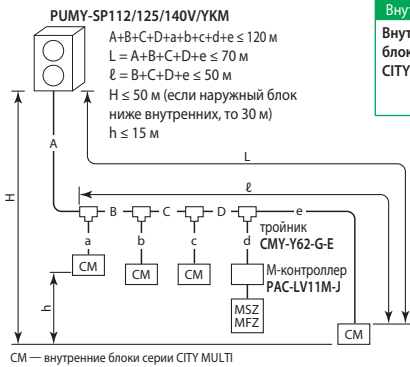 PUMY-SP112/125/140V/YKM
A+B+C+D+a+b+c+d+e ≤ 120 м
L = A+B+C+D+e ≤ 70 м
ℓ = B+C+D+e ≤ 50 м
H ≤ 50 м (если наружный блок
ниже внутренних, то 30 м)
h ≤ 15 м
Внут
блок
CITY
A
L
H
ℓ
B
C
D
e
тройник
CMY-Y62-G-E
a
b
c
d
CM
CM
CM
М-контроллер
PAC-LV11M-J
h
MSZ
MFZ
CM
CM — внутренние блоки серии CITY MULTI